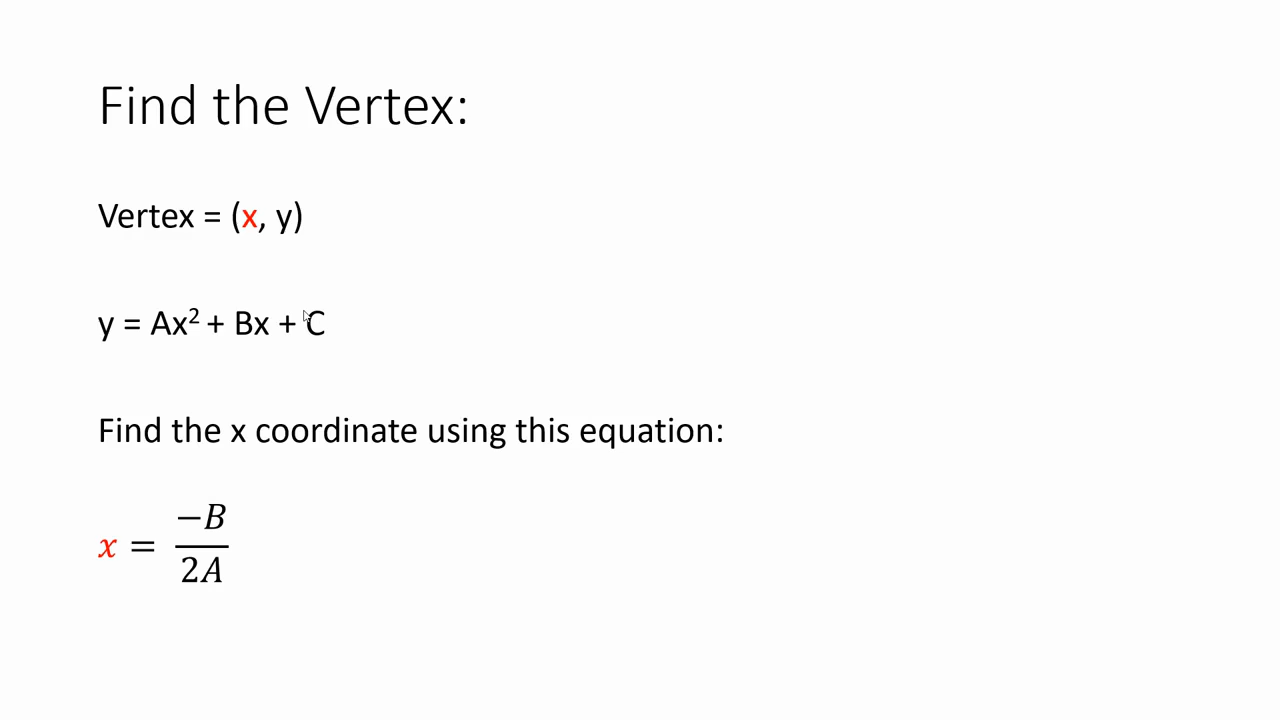 Find the Vertex:
Vertex = (x, y)
y = Ax² + Bx + C
Find the x coordinate using this equation:
x = −B / 2A